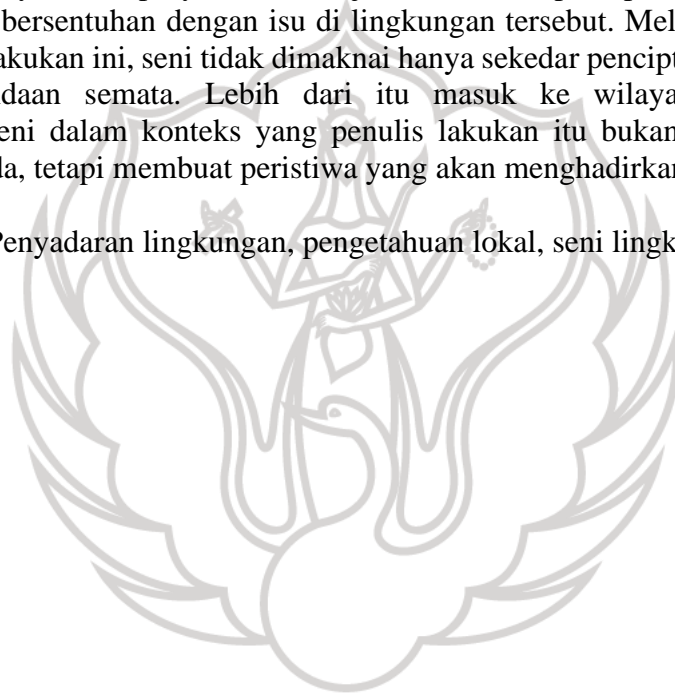 bersentuhan dengan isu di lingkungan tersebut. Mel
akukan ini, seni tidak dimaknai hanya sekedar pencipt
daan semata. Lebih dari itu masuk ke wilaya
eni dalam konteks yang penulis lakukan itu bukan
da, tetapi membuat peristiwa yang akan menghadirkan
Penyadaran lingkungan, pengetahuan lokal, seni lingk